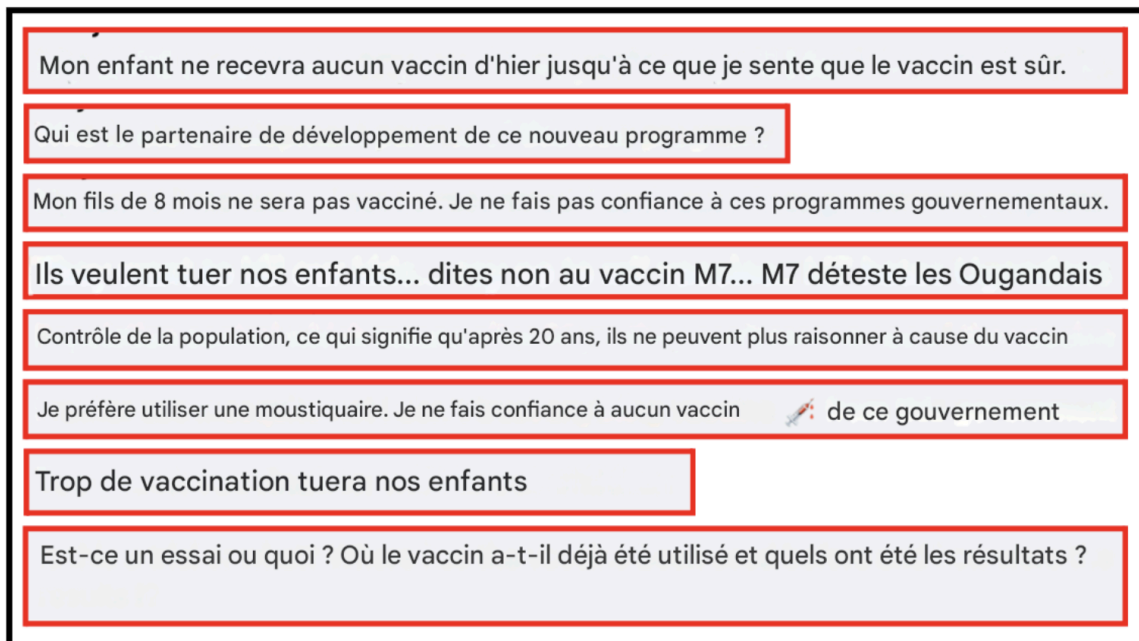 Mon enfant ne recevra aucun vaccin d'hier jusqu'à ce que je sente que le vaccin est sûr.
Qui est le partenaire de développement de ce nouveau programme ?
Mon fils de 8 mois ne sera pas vacciné. Je ne fais pas confiance à ces programmes gouvernementaux.
Ils veulent tuer nos enfants... dites non au vaccin M7... M7 déteste les Ougandais
Contrôle de la population, ce qui signifie qu'après 20 ans, ils ne peuvent plus raisonner à cause du vaccin
Je préfère utiliser une moustiquaire. Je ne fais confiance à aucun vaccin 💉 de ce gouvernement
Trop de vaccination tuera nos enfants
Est-ce un essai ou quoi ? Où le vaccin a-t-il déjà été utilisé et quels ont été les résultats ?